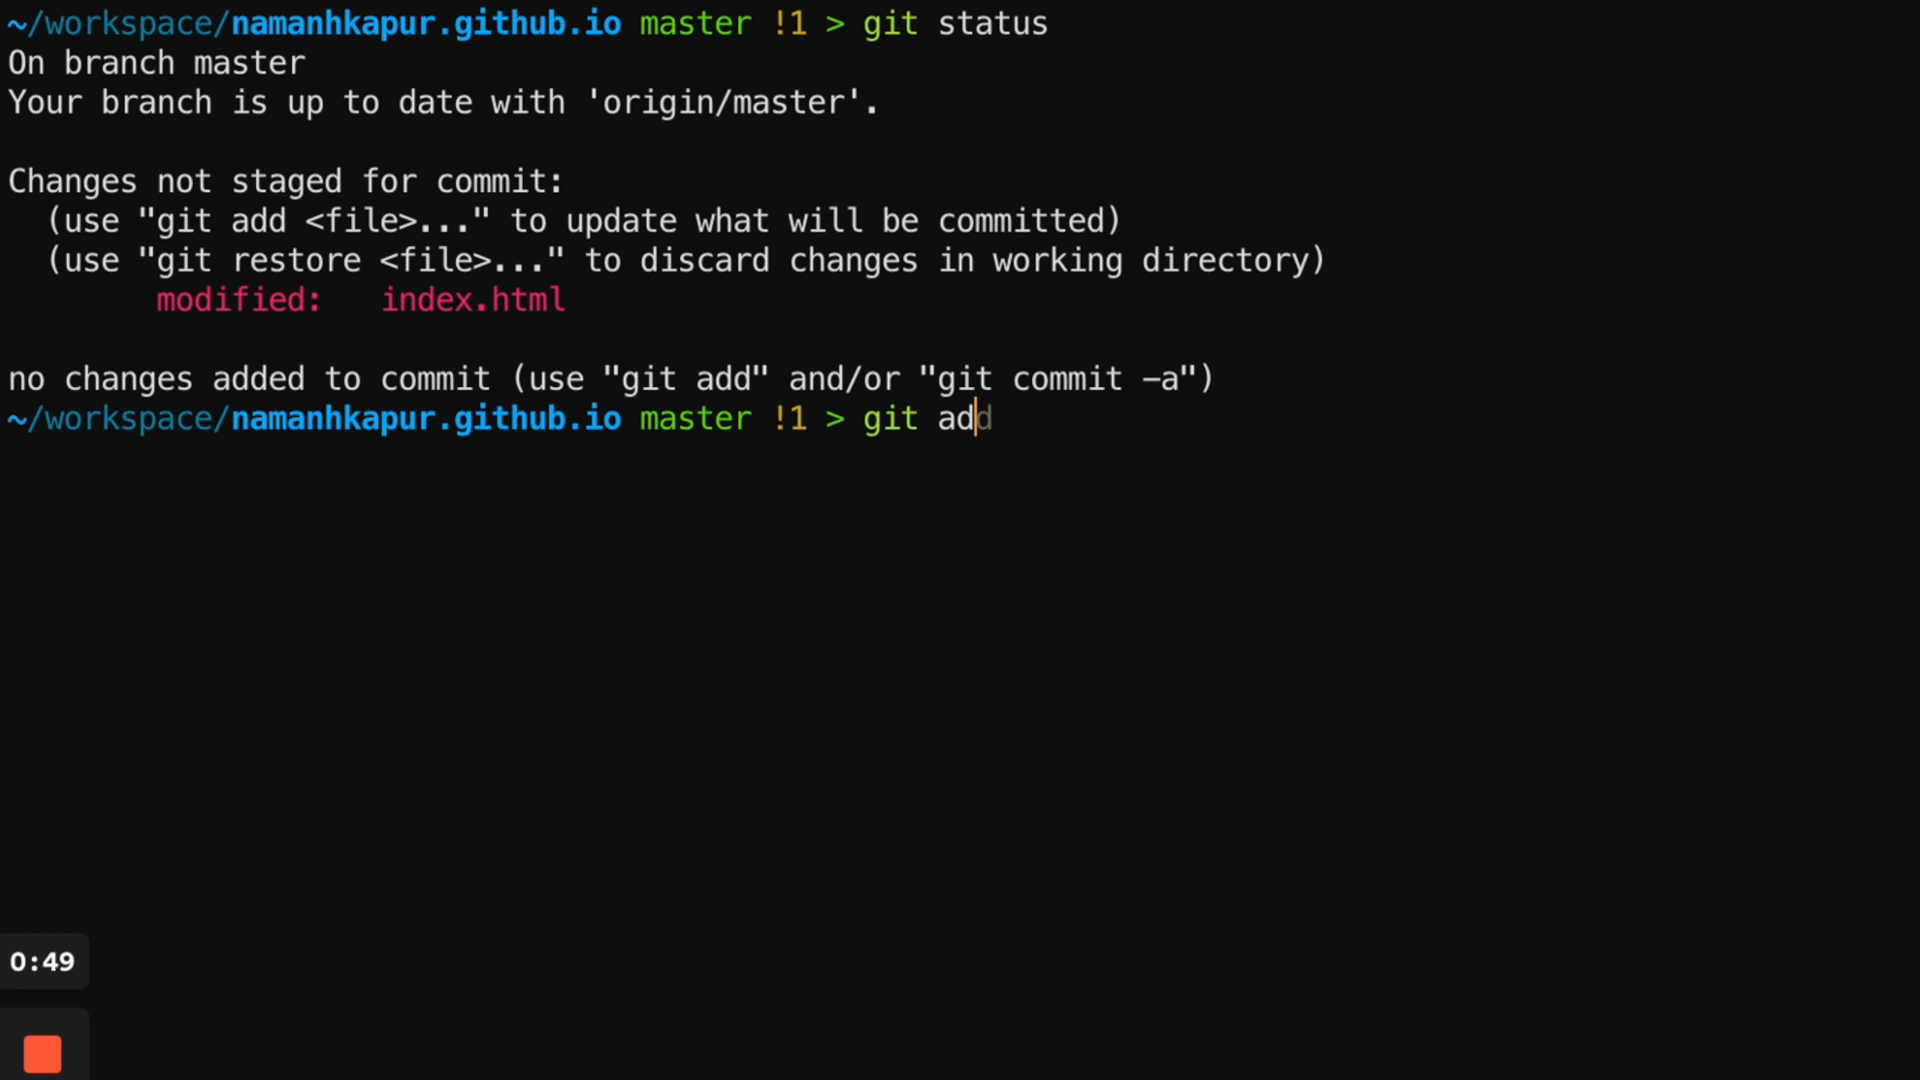 ~/workspace/namanhkapur.github.io master !1 > git status
On branch master
Your branch is up to date with 'origin/master'.
Changes not staged for commit:
  (use "git add <file>..." to update what will be committed)
  (use "git restore <file>..." to discard changes in working directory)
        modified:   index.html
no changes added to commit (use "git add" and/or "git commit -a")
~/workspace/namanhkapur.github.io master !1 > git add
0:49